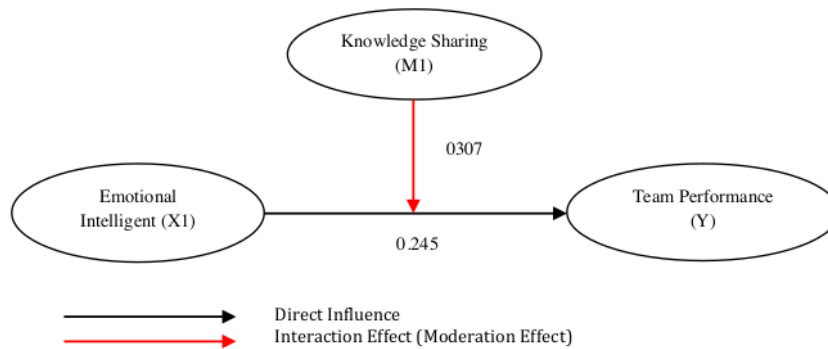 Knowledge Sharing
(M1)
0307
Emotional
Intelligent (X1)
Team Performance
(Y)
0.245
Direct Influence
Interaction Effect (Moderation Effect)